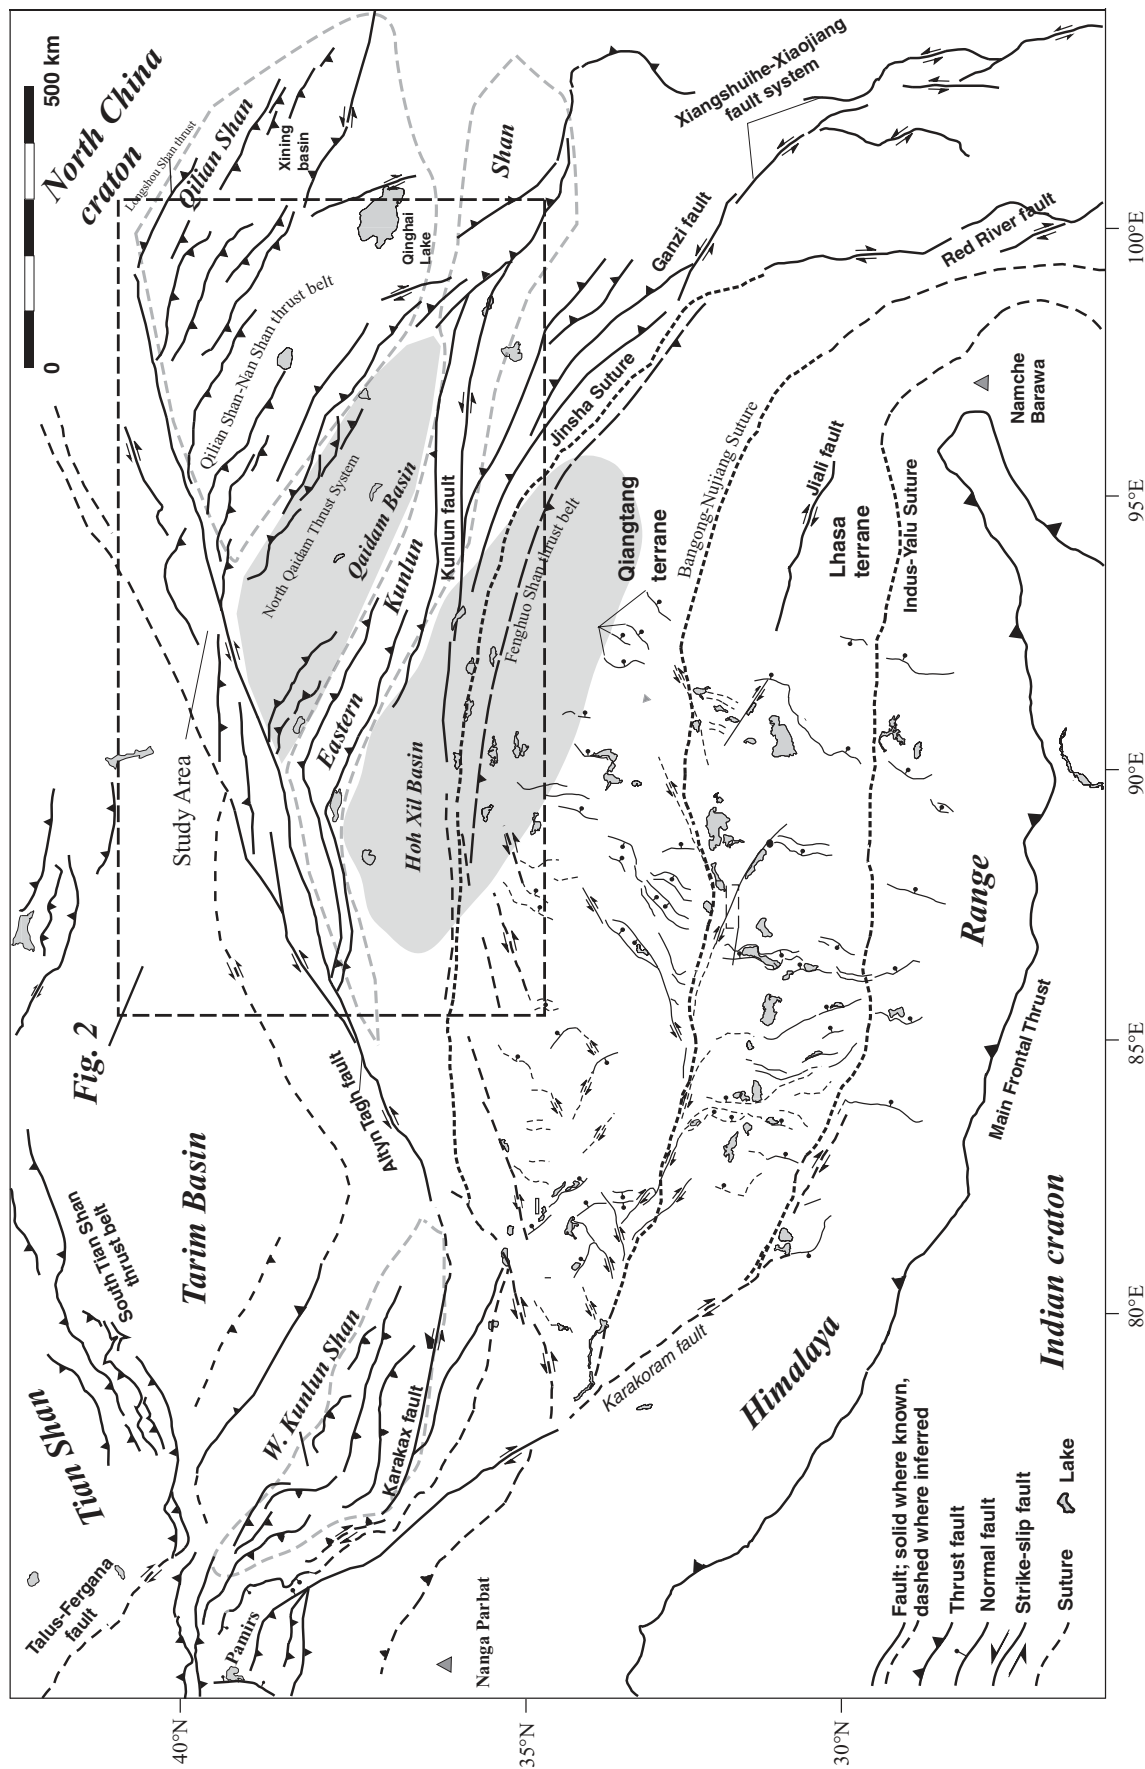 Talus-Fergana
fault
Tian Shan
South Tian Shan
thrust belt
Tarim Basin
Fig. 2
Study Area
North China
craton
0
500 km
Longshou Shan thrust
Qilian Shan
Xining
basin
Qinghai
Lake
Qilian Shan-Nan Shan thrust belt
North Qaidam Thrust System
Qaidam Basin
Eastern
Kunlun
Shan
Kunlun fault
Altyn Tagh fault
W. Kunlun Shan
Karakax fault
Pamirs
Nanga Parbat
Hoh Xil Basin
Fenghuo Shan thrust belt
Jinsha Suture
Ganzi fault
Xiangshuihe-Xiaojiang
fault system
Red River fault
Qiangtang
terrane
Bangong-Nujiang Suture
Jiali fault
Lhasa
terrane
Indus-Yalu Suture
Namche
Barawa
Karakoram fault
Himalaya
Range
Main Frontal Thrust
Indian craton
Fault; solid where known,
dashed where inferred
Thrust fault
Normal fault
Strike-slip fault
Suture
Lake
40°N
35°N
30°N
80°E
85°E
90°E
95°E
100°E